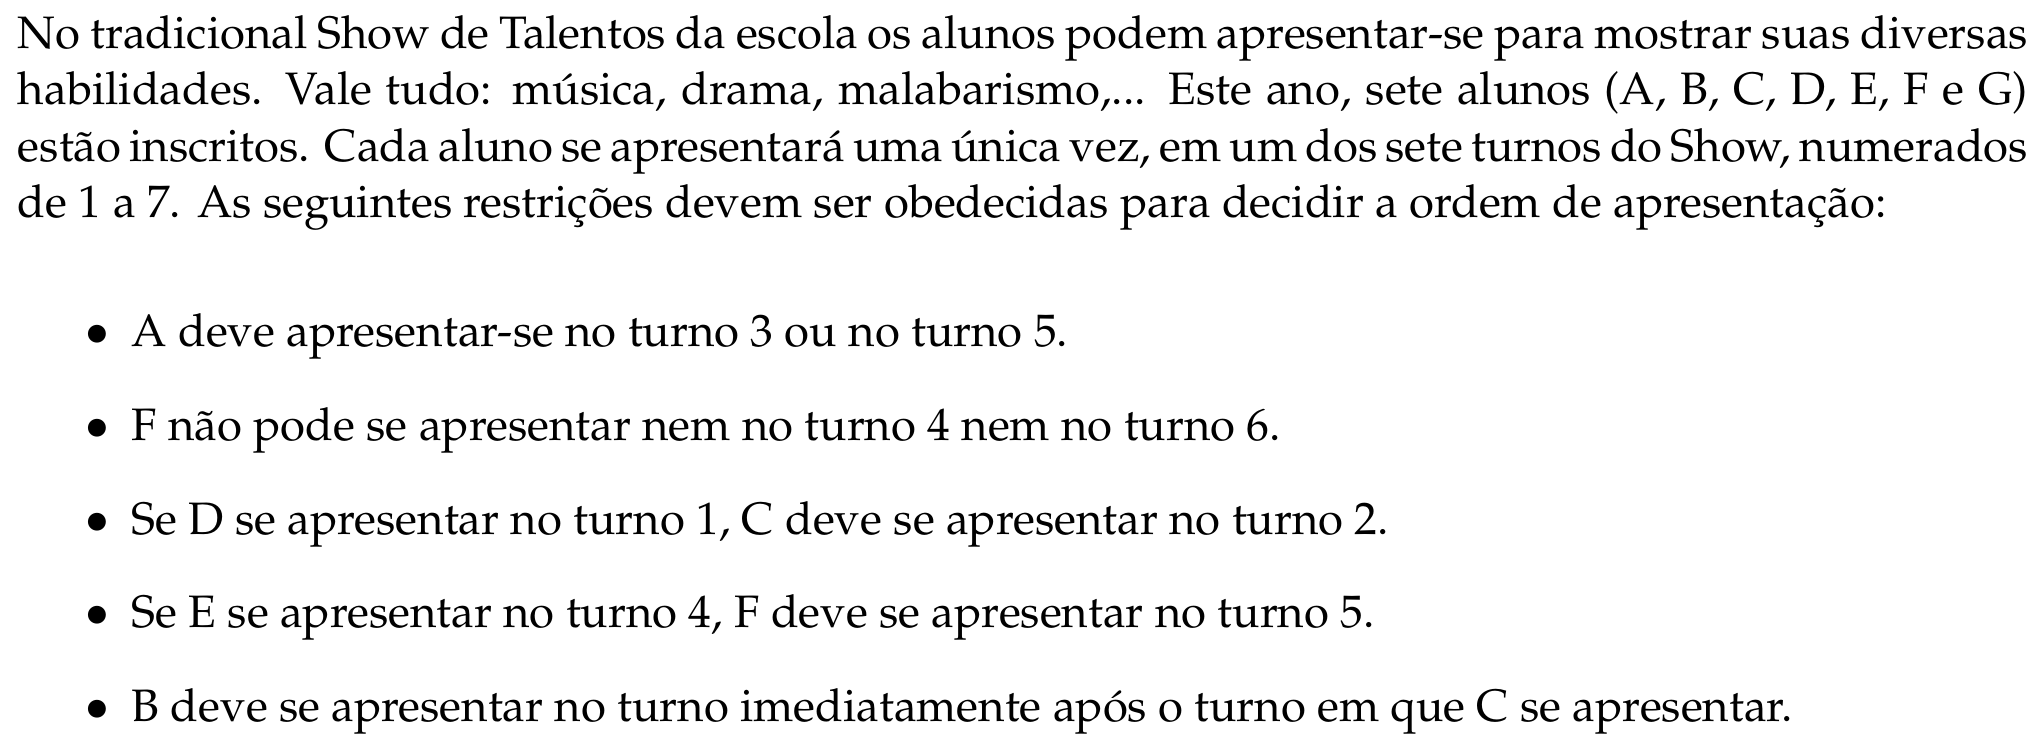 No tradicional Show de Talentos da escola os alunos podem apresentar-se para mostrar suas diversas
habilidades. Vale tudo: música, drama, malabarismo,... Este ano, sete alunos (A, B, C, D, E, F e G)
estão inscritos. Cada aluno se apresentará uma única vez, em um dos sete turnos do Show, numerados
de 1 a 7. As seguintes restrições devem ser obedecidas para decidir a ordem de apresentação:
• A deve apresentar-se no turno 3 ou no turno 5.
• F não pode se apresentar nem no turno 4 nem no turno 6.
• Se D se apresentar no turno 1, C deve se apresentar no turno 2.
• Se E se apresentar no turno 4, F deve se apresentar no turno 5.
• B deve se apresentar no turno imediatamente após o turno em que C se apresentar.